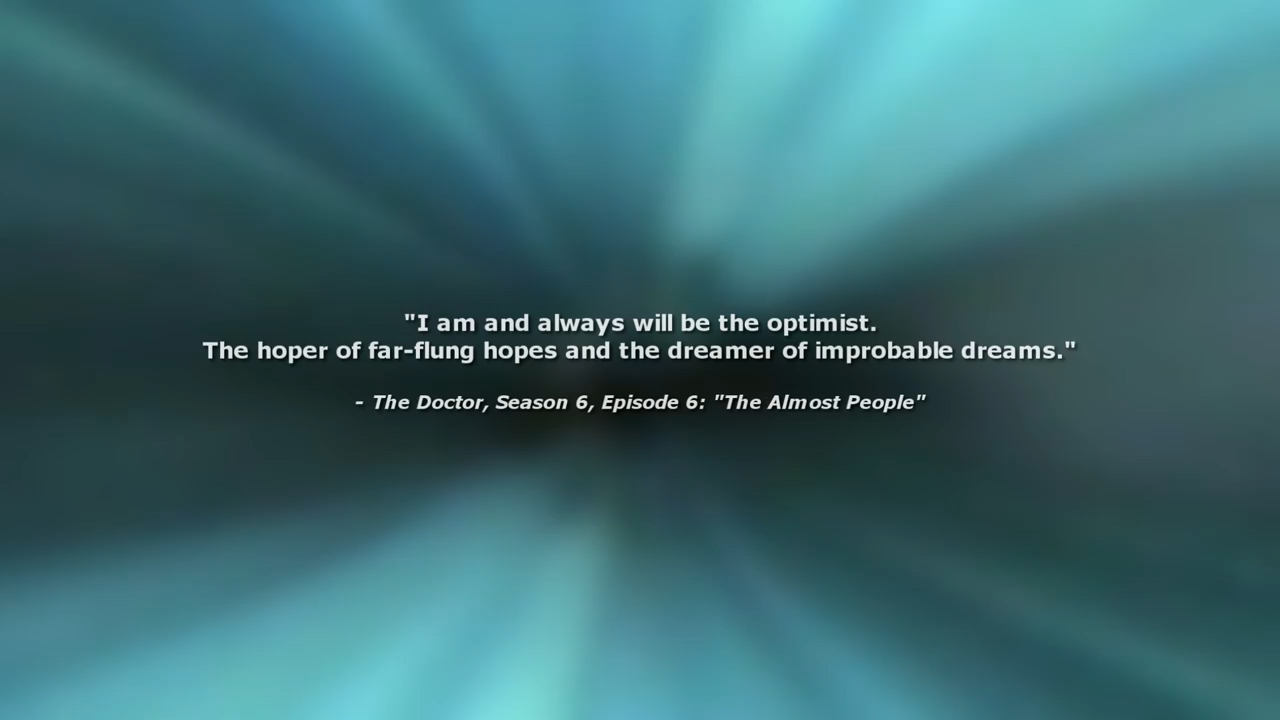 "I am and always will be the optimist.
The hoper of far-flung hopes and the dreamer of improbable dreams."
- The Doctor, Season 6, Episode 6: "The Almost People"